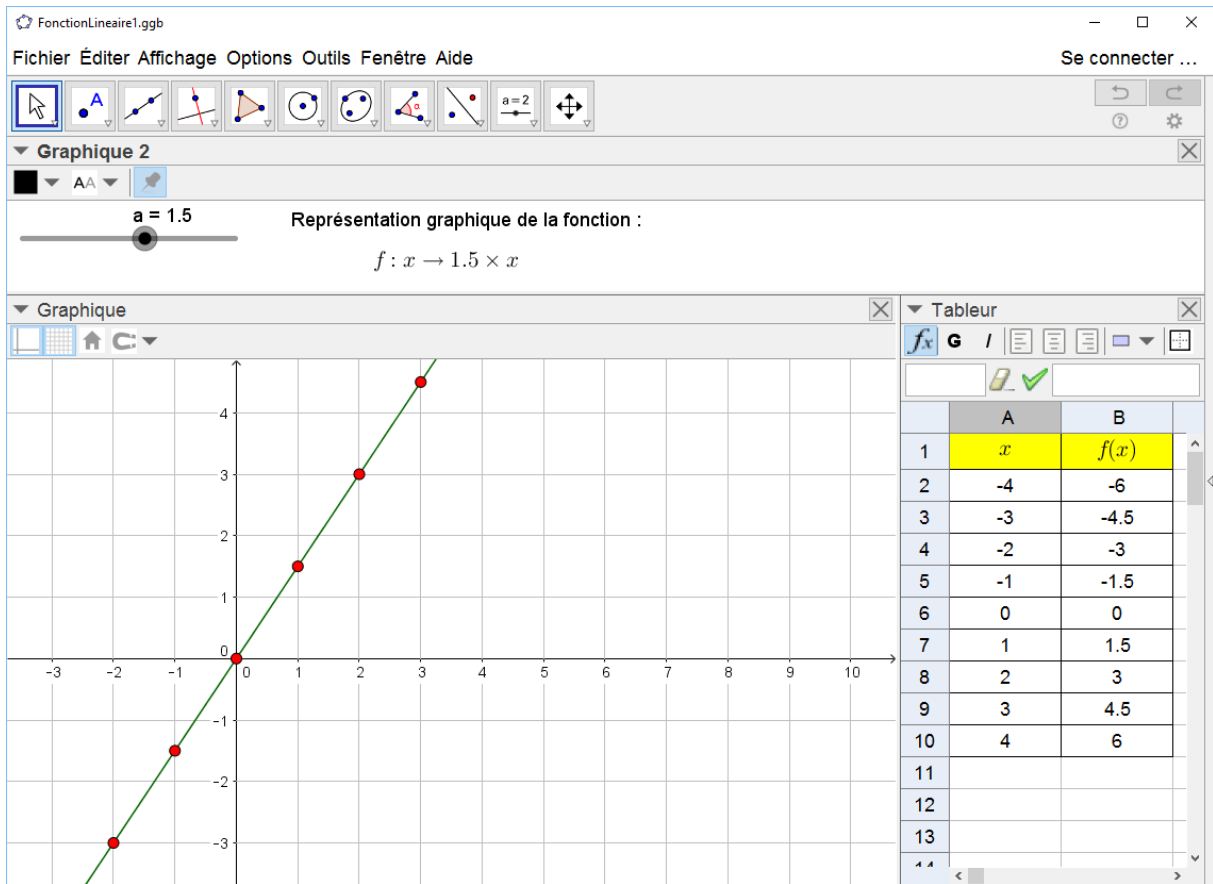 FonctionLineaire1.ggb
Fichier Éditer Affichage Options Outils Fenêtre Aide
Se connecter ...
A
α
a=2
Graphique 2
AA
a = 1.5
Représentation graphique de la fonction :
f : x → 1.5 × x
Graphique
4
3
2
1
0
-3 -2 -1 0 1 2 3 4 5 6 7 8 9 10
-1
-2
-3
Tableur
fx G I
A B
1 x f(x)
2 -4 -6
3 -3 -4.5
4 -2 -3
5 -1 -1.5
6 0 0
7 1 1.5
8 2 3
9 3 4.5
10 4 6
11
12
13
14